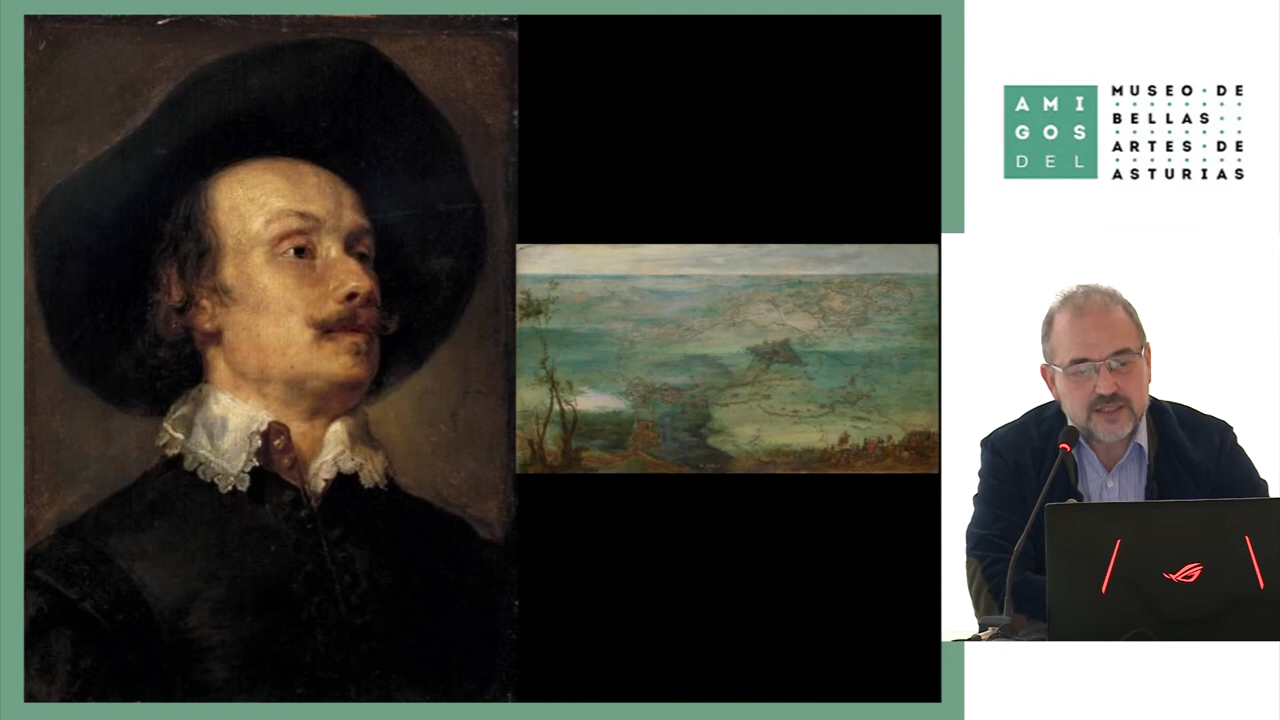 AMI
GOS
DEL
MUSEO DE
BELLAS
ARTES DE
ASTURIAS